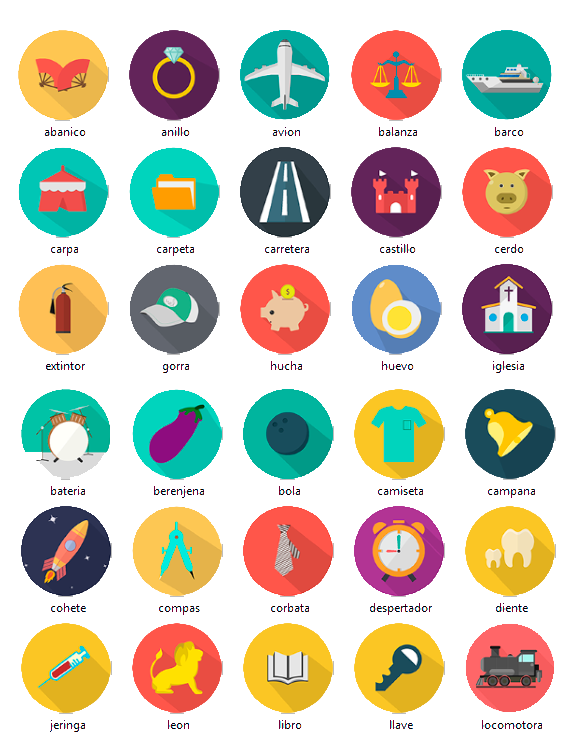 abanico anillo avion balanza barco
carpa carpeta carretera castillo cerdo
$
extintor gorra hucha huevo iglesia
bateria berenjena bola camiseta campana
cohete compas corbata despertador diente
jeringa leon libro llave locomotora